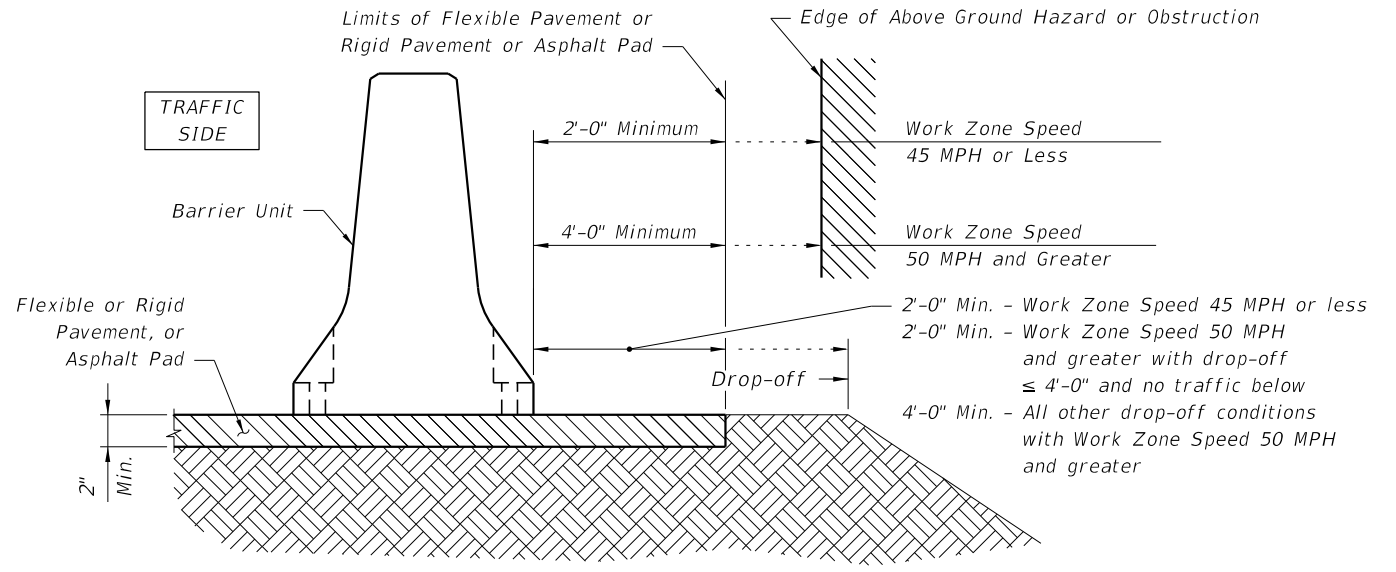 Limits of Flexible Pavement or
Rigid Pavement or Asphalt Pad
Edge of Above Ground Hazard or Obstruction
TRAFFIC
SIDE
2'-0" Minimum
Work Zone Speed
45 MPH or Less
Barrier Unit
4'-0" Minimum
Work Zone Speed
50 MPH and Greater
Flexible or Rigid
Pavement, or
Asphalt Pad
2'-0" Min. - Work Zone Speed 45 MPH or less
2'-0" Min. - Work Zone Speed 50 MPH
and greater with drop-off
≤ 4'-0" and no traffic below
4'-0" Min. - All other drop-off conditions
with Work Zone Speed 50 MPH
and greater
Drop-off
2"
Min.